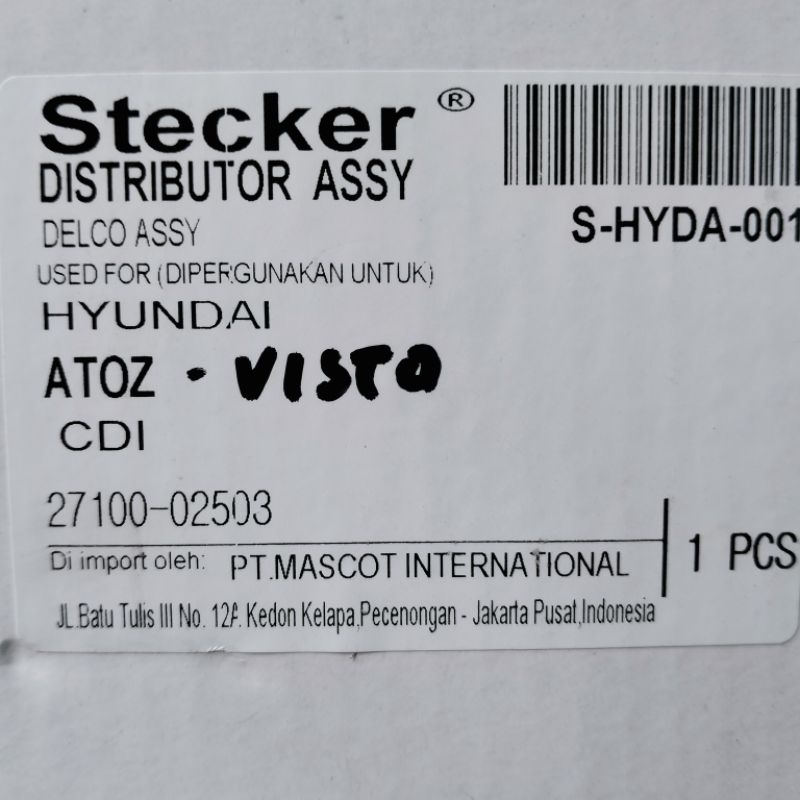 Stecker ®
DISTRIBUTOR ASSY
DELCO ASSY
S-HYDA-001
USED FOR (DIPERGUNAKAN UNTUK)
HYUNDAI
ATOZ - VISTO
CDI
27100-02503
Di import oleh: PT.MASCOT INTERNATIONAL
1 PCS
JL.Batu Tulis III No. 12A. Kedon Kelapa,Pecenongan - Jakarta Pusat,Indonesia